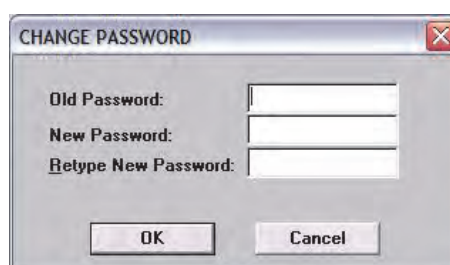 CHANGE PASSWORD
Old Password:
New Password:
Retype New Password:
OK Cancel